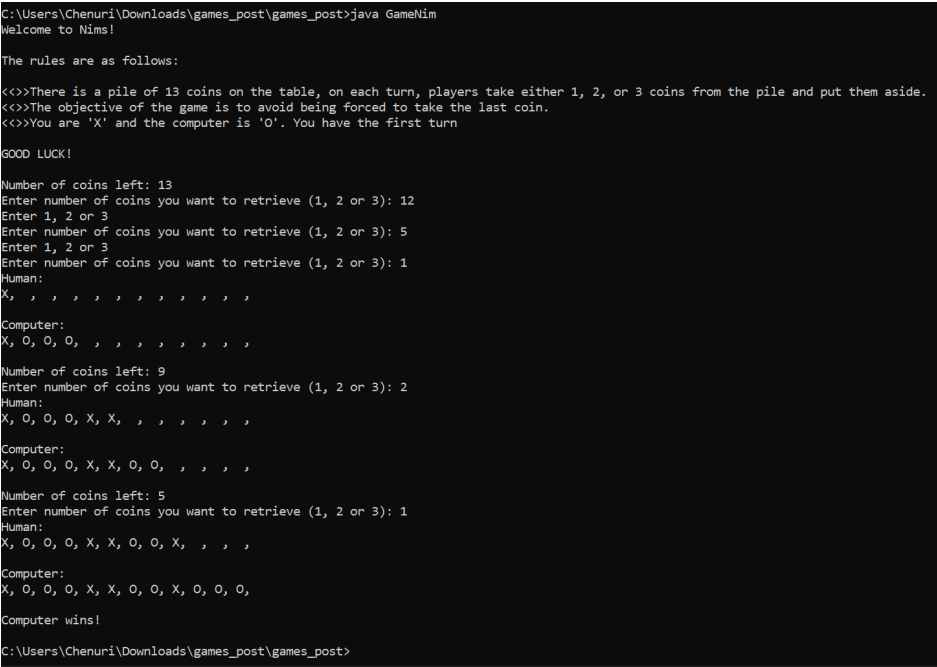 C:\Users\Chenuri\Downloads\games_post\games_post>java GameNim
Welcome to Nims!
The rules are as follows:
<<>>There is a pile of 13 coins on the table, on each turn, players take either 1, 2, or 3 coins from the pile and put them aside.
<<>>The objective of the game is to avoid being forced to take the last coin.
<<>>You are 'X' and the computer is 'O'. You have the first turn
GOOD LUCK!
Number of coins left: 13
Enter number of coins you want to retrieve (1, 2 or 3): 12
Enter 1, 2 or 3
Enter number of coins you want to retrieve (1, 2 or 3): 5
Enter 1, 2 or 3
Enter number of coins you want to retrieve (1, 2 or 3): 1
Human:
X,  ,  ,  ,  ,  ,  ,  ,  ,  ,  ,  ,
Computer:
X, O, O, O,  ,  ,  ,  ,  ,  ,  ,  ,
Number of coins left: 9
Enter number of coins you want to retrieve (1, 2 or 3): 2
Human:
X, O, O, O, X, X,  ,  ,  ,  ,  ,  ,
Computer:
X, O, O, O, X, X, O, O,  ,  ,  ,  ,
Number of coins left: 5
Enter number of coins you want to retrieve (1, 2 or 3): 1
Human:
X, O, O, O, X, X, O, O, X,  ,  ,  ,
Computer:
X, O, O, O, X, X, O, O, X, O, O, O,
Computer wins!
C:\Users\Chenuri\Downloads\games_post\games_post>